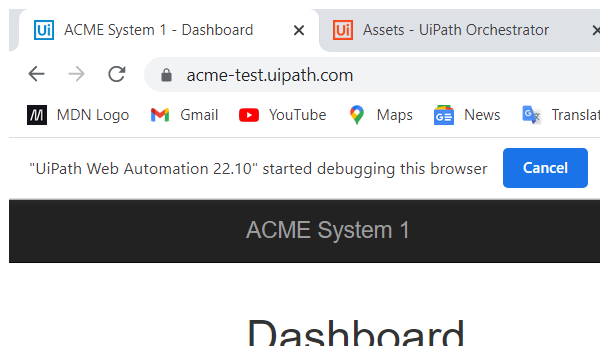 Ui ACME System 1 - Dashboard Ui Assets - UiPath Orchestrator
acme-test.uipath.com
M MDN Logo Gmail YouTube Maps News Translat
"UiPath Web Automation 22.10" started debugging this browser Cancel
ACME System 1
Dashboard